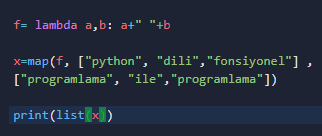 f= lambda a,b: a+" "+b
x=map(f, ["python", "dili","fonsiyonel"] ,
["programlama", "ile","programlama"])
print(list(x))